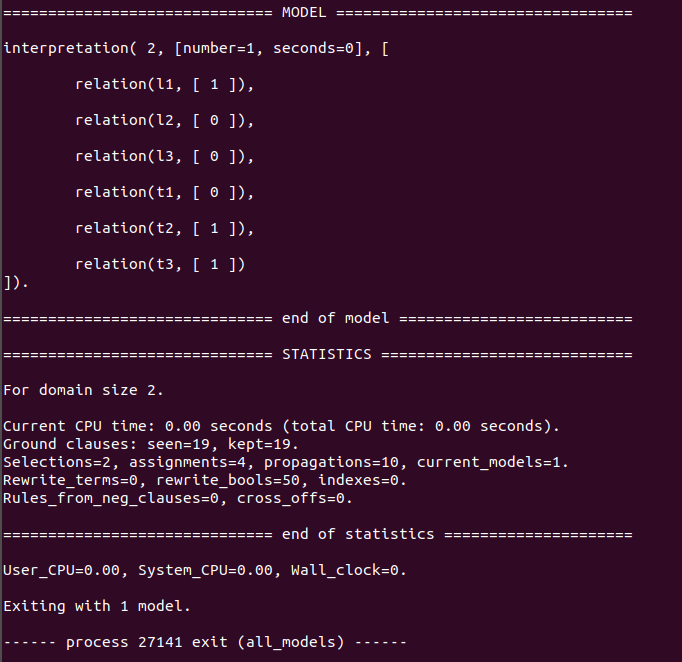 ============================== MODEL =================================
interpretation( 2, [number=1, seconds=0], [
relation(l1, [ 1 ]),
relation(l2, [ 0 ]),
relation(l3, [ 0 ]),
relation(t1, [ 0 ]),
relation(t2, [ 1 ]),
relation(t3, [ 1 ])
]).
============================== end of model ==========================
============================== STATISTICS ============================
For domain size 2.
Current CPU time: 0.00 seconds (total CPU time: 0.00 seconds).
Ground clauses: seen=19, kept=19.
Selections=2, assignments=4, propagations=10, current_models=1.
Rewrite_terms=0, rewrite_bools=50, indexes=0.
Rules_from_neg_clauses=0, cross_offs=0.
============================== end of statistics =====================
User_CPU=0.00, System_CPU=0.00, Wall_clock=0.
Exiting with 1 model.
------ process 27141 exit (all_models) ------